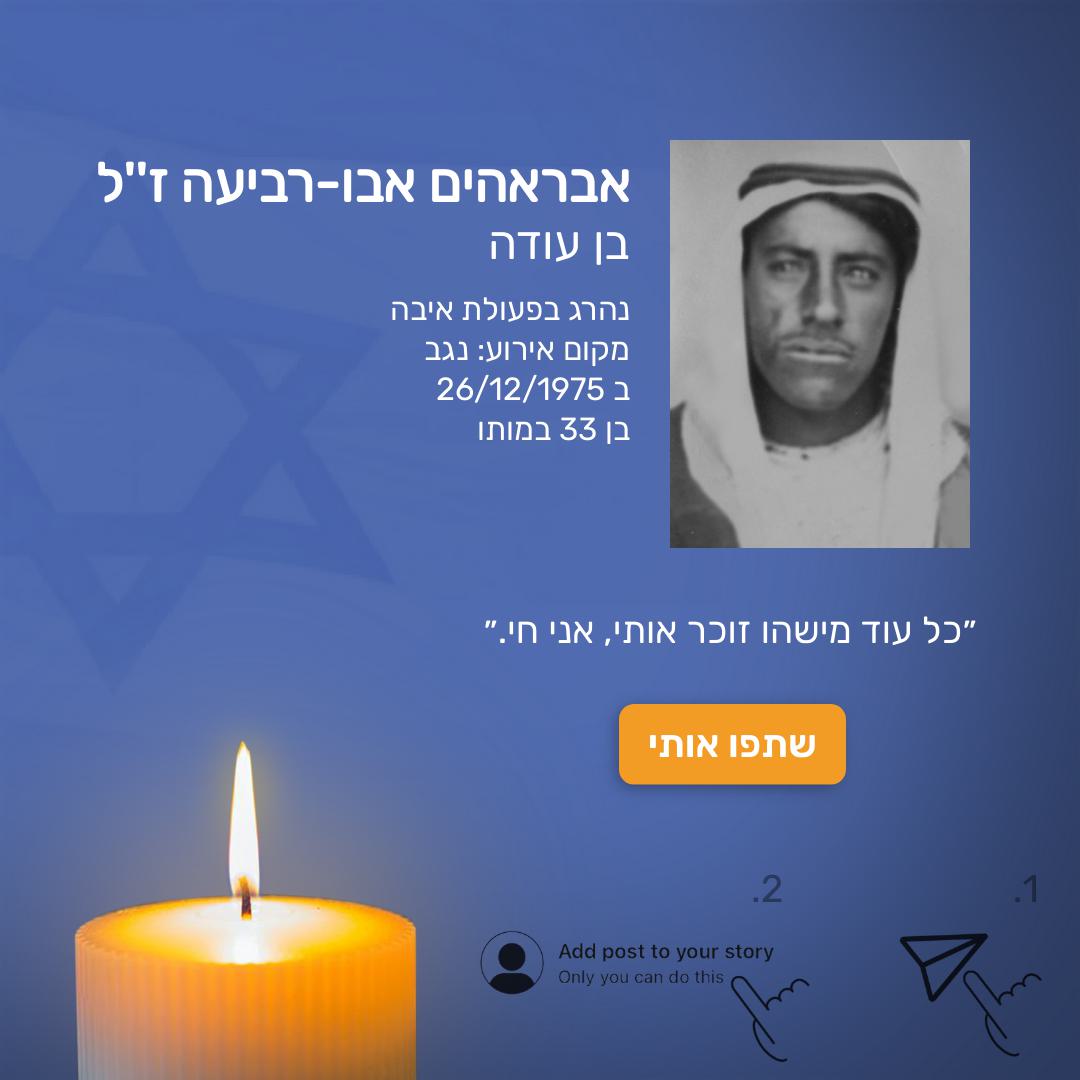 אבראהים אבו-רביעה ז"ל
בן עודה
נהרג בפעולת איבה
מקום אירוע: נגב
ב 26/12/1975
בן 33 במותו
״כל עוד מישהו זוכר אותי, אני חי.״
שתפו אותי
1.
2.
Add post to your story
Only you can do this